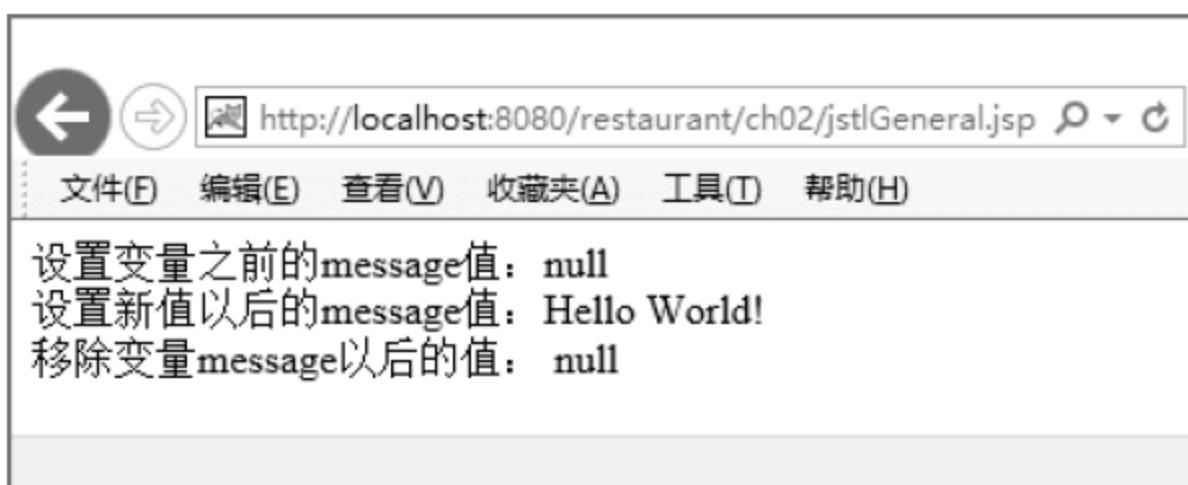 http://localhost:8080/restaurant/ch02/jstlGeneral.jsp
文件(F) 编辑(E) 查看(V) 收藏夹(A) 工具(T) 帮助(H)
设置变量之前的message值：null
设置新值以后的message值：Hello World!
移除变量message以后的值： null